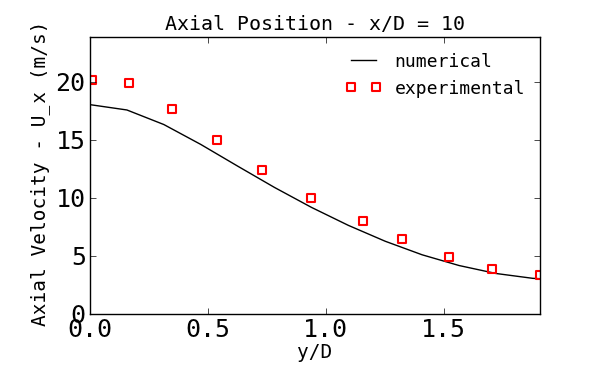 Axial Position - x/D = 10
Axial Velocity - U_x (m/s)
numerical
experimental
20
15
10
5
0
0.0 0.5 1.0 1.5
y/D